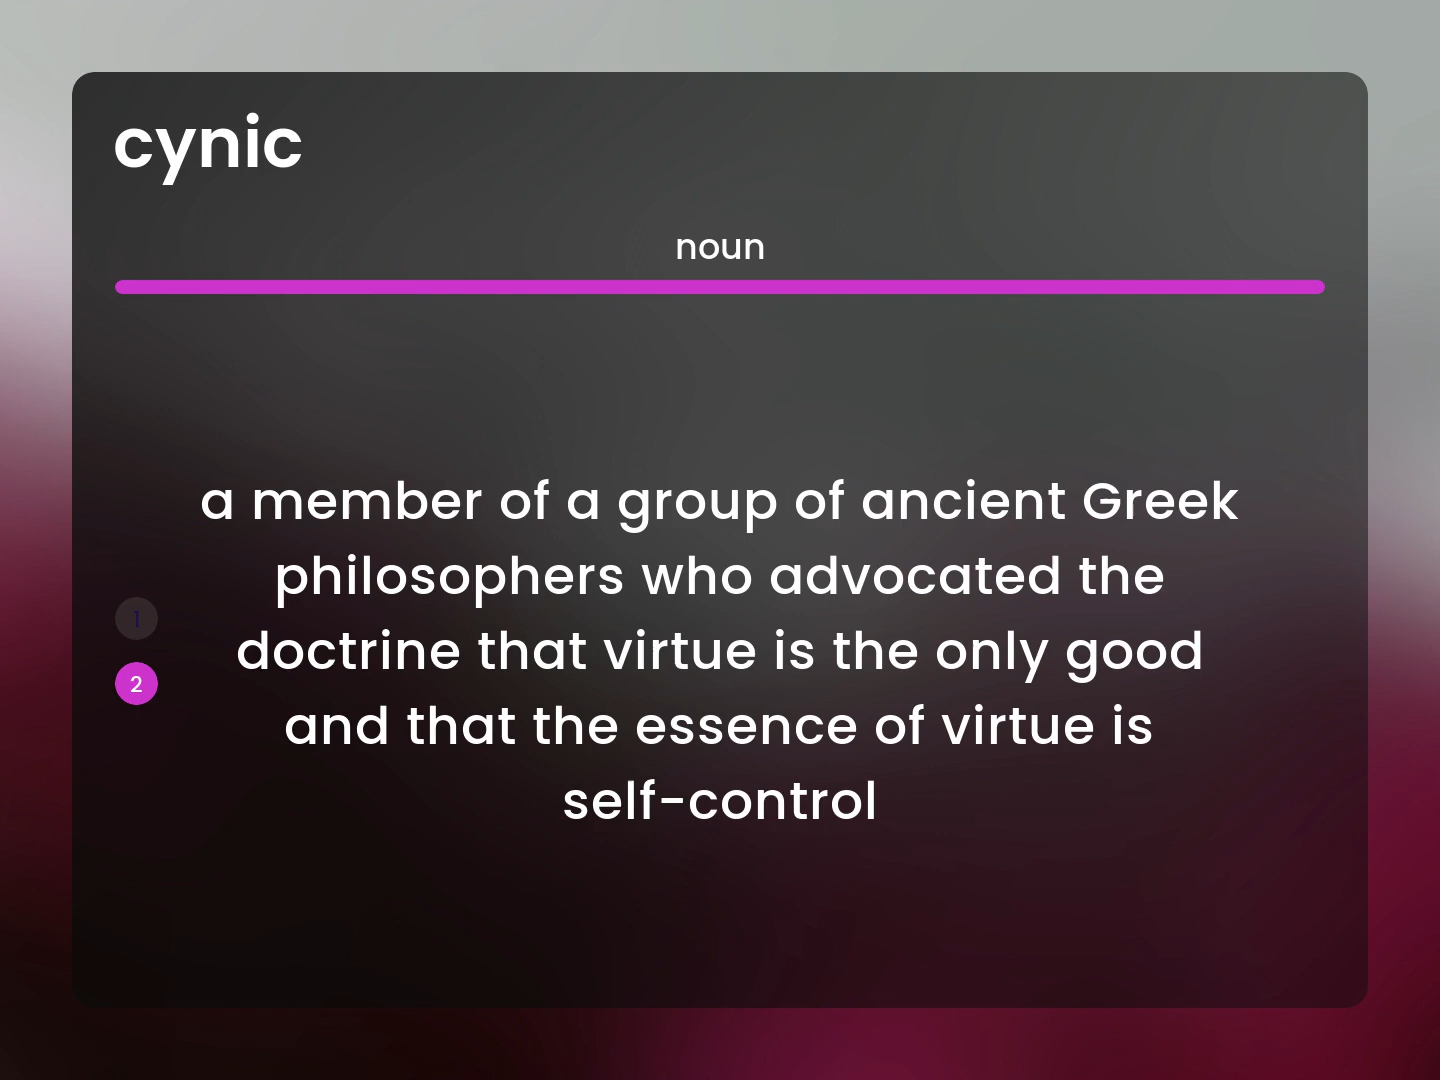 cynic
noun
a member of a group of ancient Greek
philosophers who advocated the
doctrine that virtue is the only good
and that the essence of virtue is
self-control
1
2